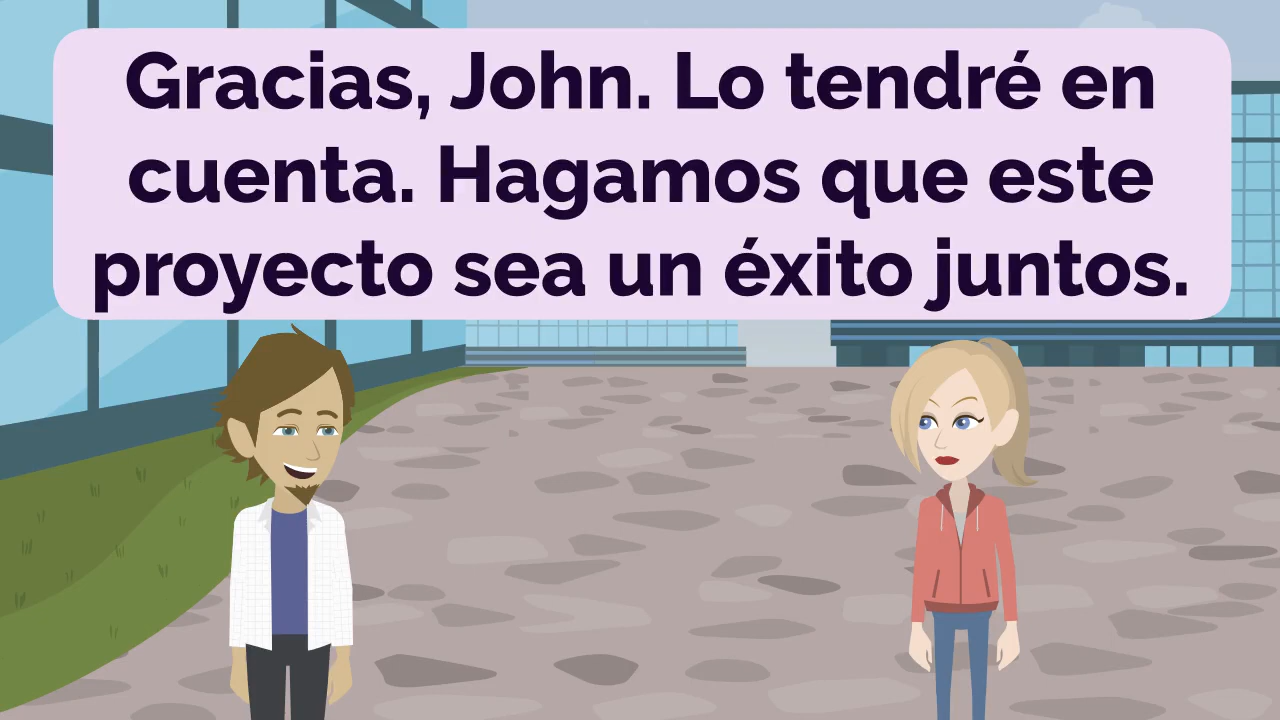 Gracias, John. Lo tendré en
cuenta. Hagamos que este
proyecto sea un éxito juntos.